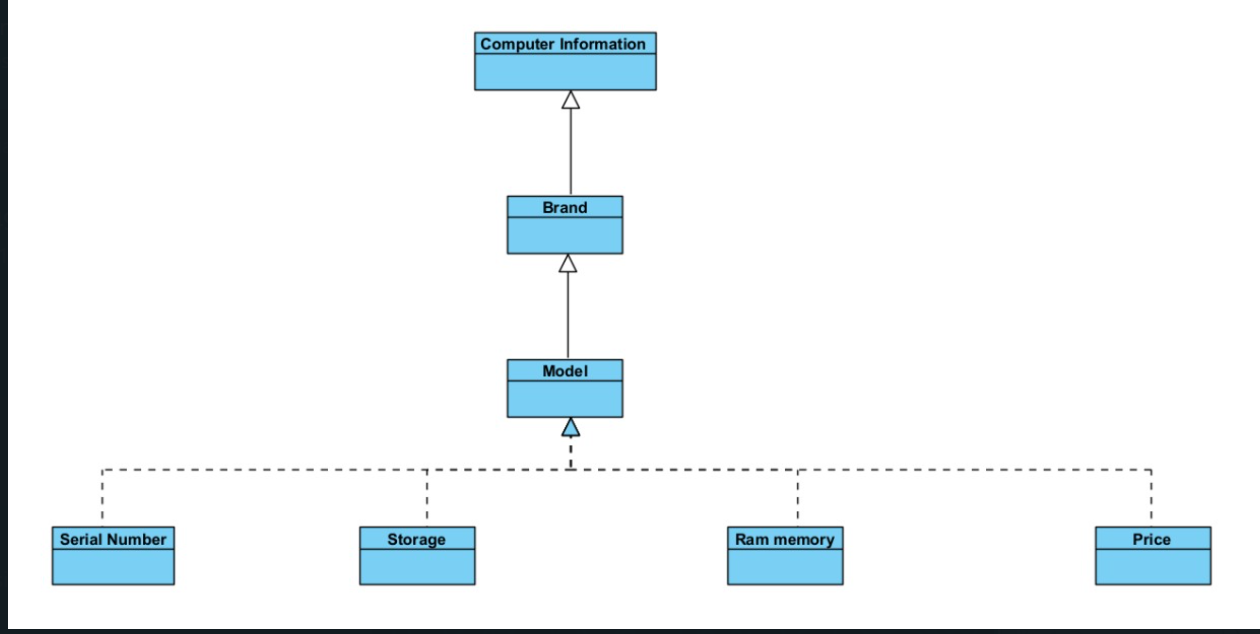 Computer Information
Brand
Model
Serial Number
Storage
Ram memory
Price